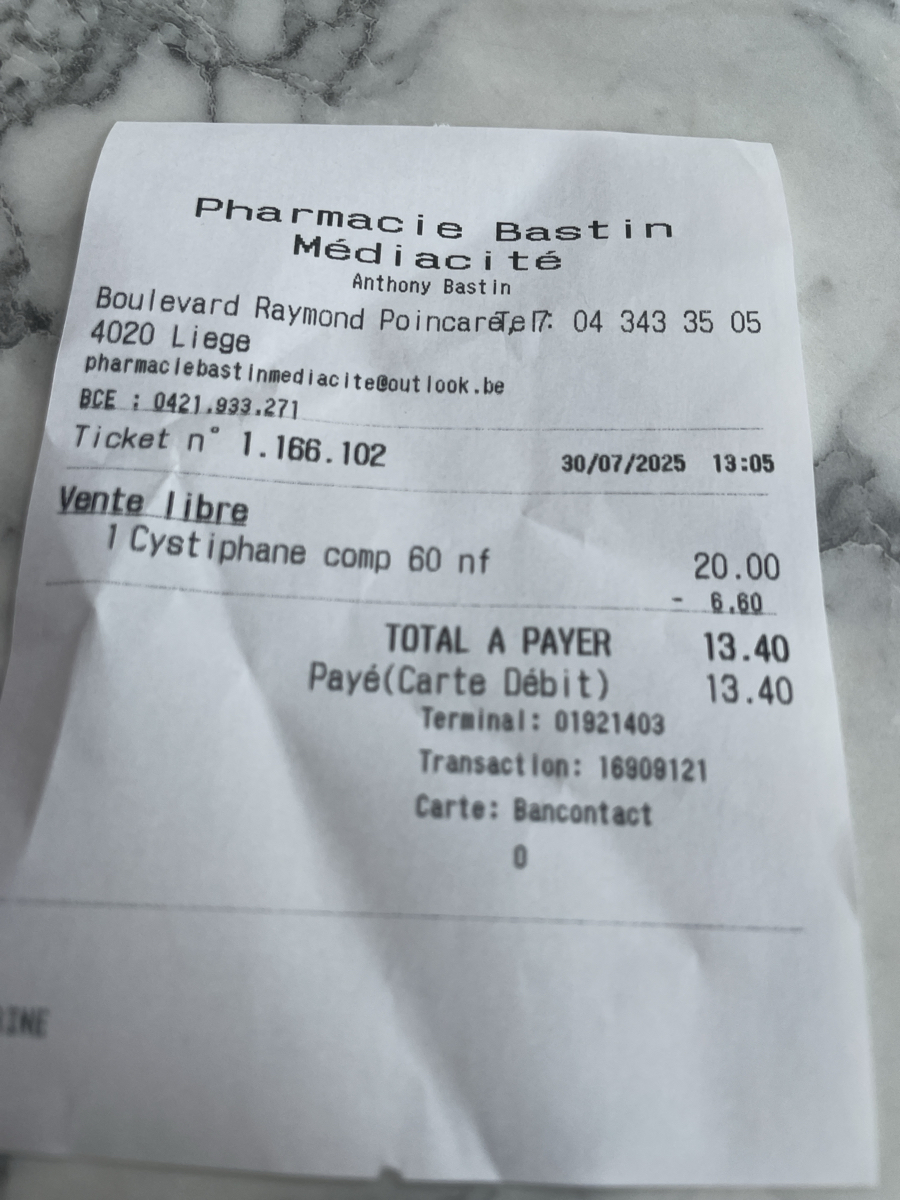 Pharmacie Bastin
Médiacité
Anthony Bastin
Boulevard Raymond Poincaré, 7 Tel: 04 343 35 05
4020 Liege
pharmaciebastinmediacite@outlook.be
BCE : 0421.933.271
Ticket n° 1.166.102 30/07/2025 13:05
Vente libre
1 Cystiphane comp 60 nf 20.00
- 6.60
TOTAL A PAYER 13.40
Payé(Carte Débit) 13.40
Terminal: 01921403
Transaction: 16909121
Carte: Bancontact
0